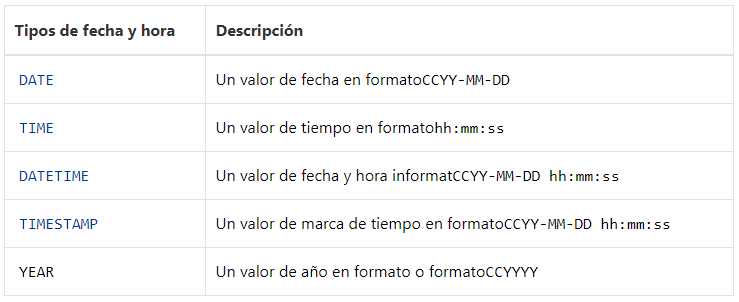 Tipos de fecha y hora Descripción
DATE Un valor de fecha en formatoCCYY-MM-DD
TIME Un valor de tiempo en formatohh:mm:ss
DATETIME Un valor de fecha y hora informatCCYY-MM-DD hh:mm:ss
TIMESTAMP Un valor de marca de tiempo en formatoCCYY-MM-DD hh:mm:ss
YEAR Un valor de año en formato o formatoCCYYYY